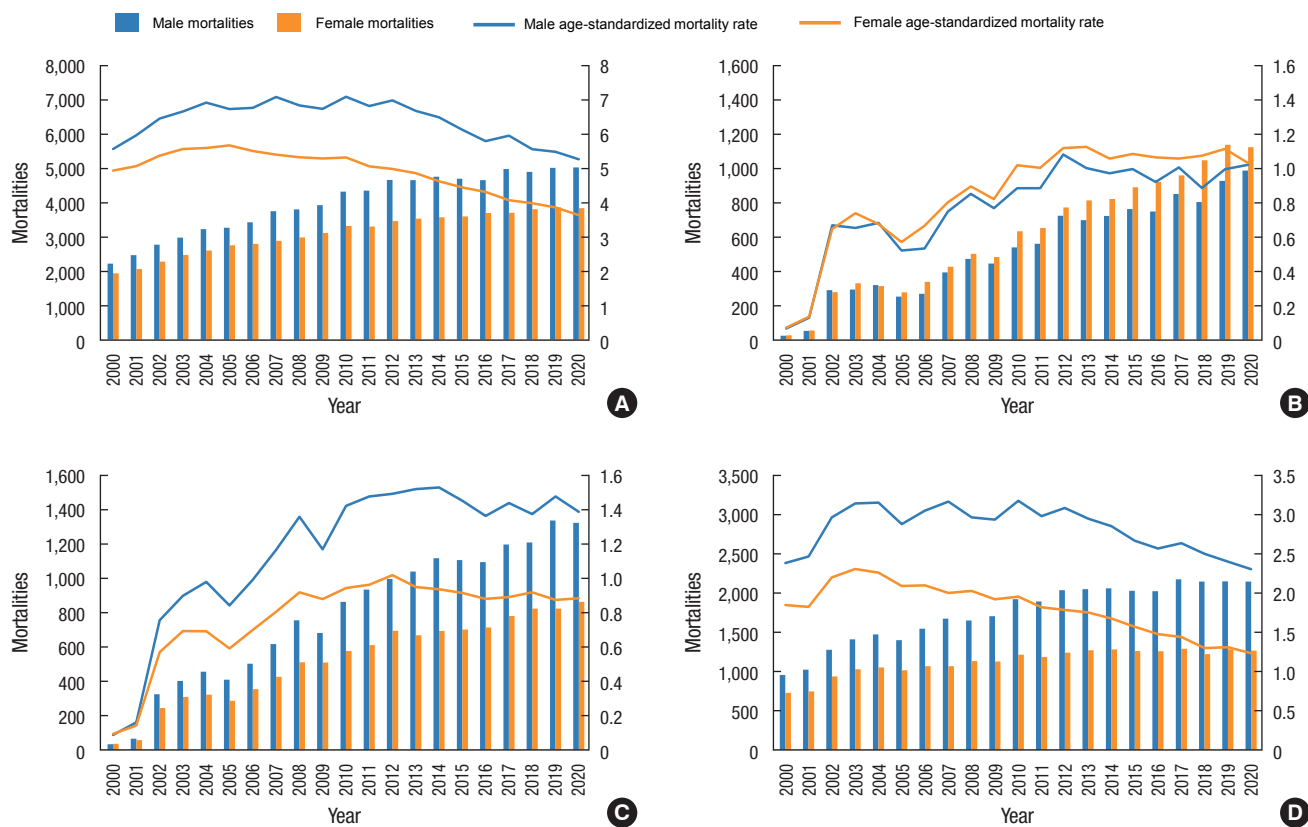 Male mortalities Female mortalities Male age-standardized mortality rate Female age-standardized mortality rate
8,000 8
7,000 7
6,000 6
5,000 5
4,000 4
3,000 3
2,000 2
1,000 1
0 0
Mortalities
2000 2001 2002 2003 2004 2005 2006 2007 2008 2009 2010 2011 2012 2013 2014 2015 2016 2017 2018 2019 2020
Year
A
1,600 1.6
1,400 1.4
1,200 1.2
1,000 1.0
800 0.8
600 0.6
400 0.4
200 0.2
0 0
Mortalities
2000 2001 2002 2003 2004 2005 2006 2007 2008 2009 2010 2011 2012 2013 2014 2015 2016 2017 2018 2019 2020
Year
B
1,600 1.6
1,400 1.4
1,200 1.2
1,000 1.0
800 0.8
600 0.6
400 0.4
200 0.2
0 0
Mortalities
2000 2001 2002 2003 2004 2005 2006 2007 2008 2009 2010 2011 2012 2013 2014 2015 2016 2017 2018 2019 2020
Year
C
3,500 3.5
3,000 3.0
2,500 2.5
2,000 2.0
1,500 1.5
1,000 1.0
500 0.5
0 0
Mortalities
2000 2001 2002 2003 2004 2005 2006 2007 2008 2009 2010 2011 2012 2013 2014 2015 2016 2017 2018 2019 2020
Year
D